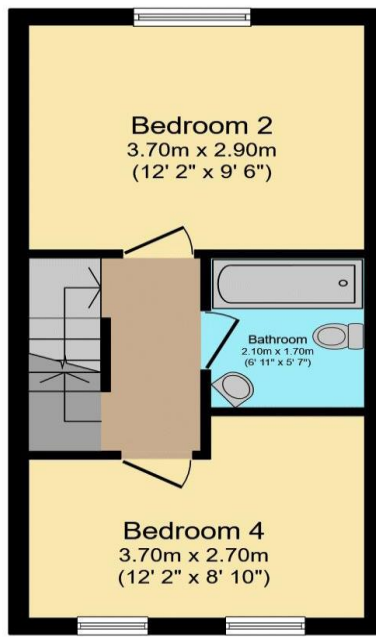 Bedroom 2
3.70m x 2.90m
(12' 2" x 9' 6")
Bathroom
2.10m x 1.70m
(6' 11" x 5' 7")
Bedroom 4
3.70m x 2.70m
(12' 2" x 8' 10")